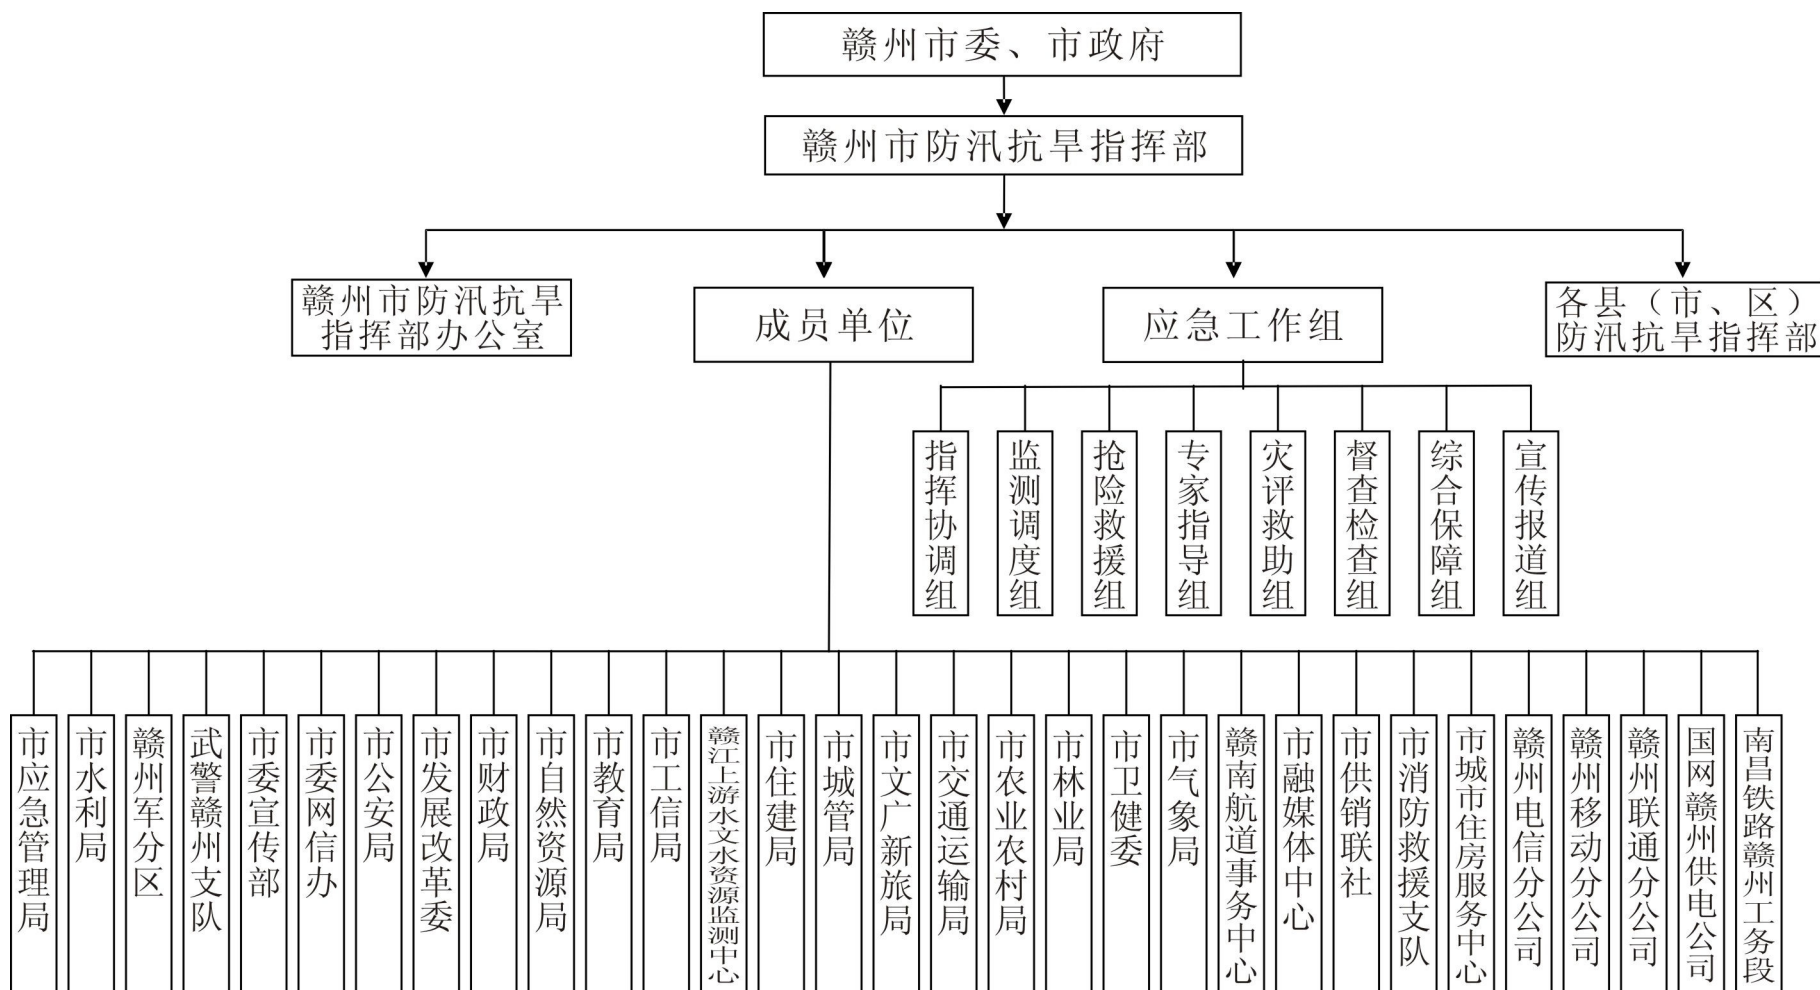 赣州市委、市政府
赣州市防汛抗旱指挥部
赣州市防汛抗旱
指挥部办公室
成员单位
应急工作组
各县（市、区）
防汛抗旱指挥部
指挥协调组
监测调度组
抢险救援组
专家指导组
灾评救助组
督查检查组
综合保障组
宣传报道组
市应急管理局
市水利局
赣州军分区
武警赣州支队
市委宣传部
市委网信办
市公安局
市发展改革委
市财政局
市自然资源局
市教育局
市工信局
赣江上游水文水资源监测中心
市住建局
市城管局
市文广新旅局
市交通运输局
市农业农村局
市林业局
市卫健委
市气象局
赣南航道事务中心
市融媒体中心
市供销联社
市消防救援支队
市城市住房服务中心
赣州电信分公司
赣州移动分公司
赣州联通分公司
国网赣州供电公司
南昌铁路赣州工务段